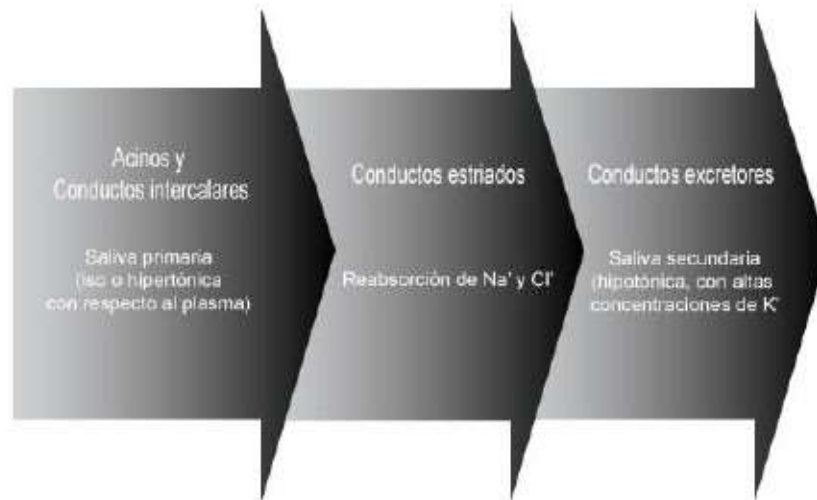 Acinos y
Conductos intercalares
Saliva primaria
(Iso o hipertónica
con respecto al plasma)
Conductos estriados
Reabsorción de Na⁺ y Cl⁻
Conductos excretores
Saliva secundaria
(hipotónica, con altas
concentraciones de K⁺